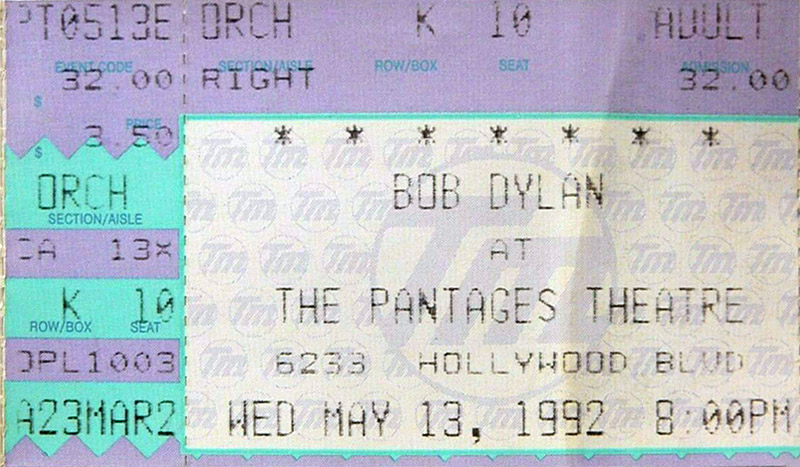 PT0513E ORCH K 10 ADULT
EVENT CODE SECTION/AISLE ROW/BOX SEAT ADMISSION
$ 32.00 RIGHT 32.00
PRICE
$ 3.50
* * * * * * *
ORCH
SECTION/AISLE
BOB DYLAN
CA 13X
AT
K 10
ROW/BOX SEAT
THE PANTAGES THEATRE
OPL1003
6233 HOLLYWOOD BLVD
A23MAR2
WED MAY 13, 1992 8:00PM